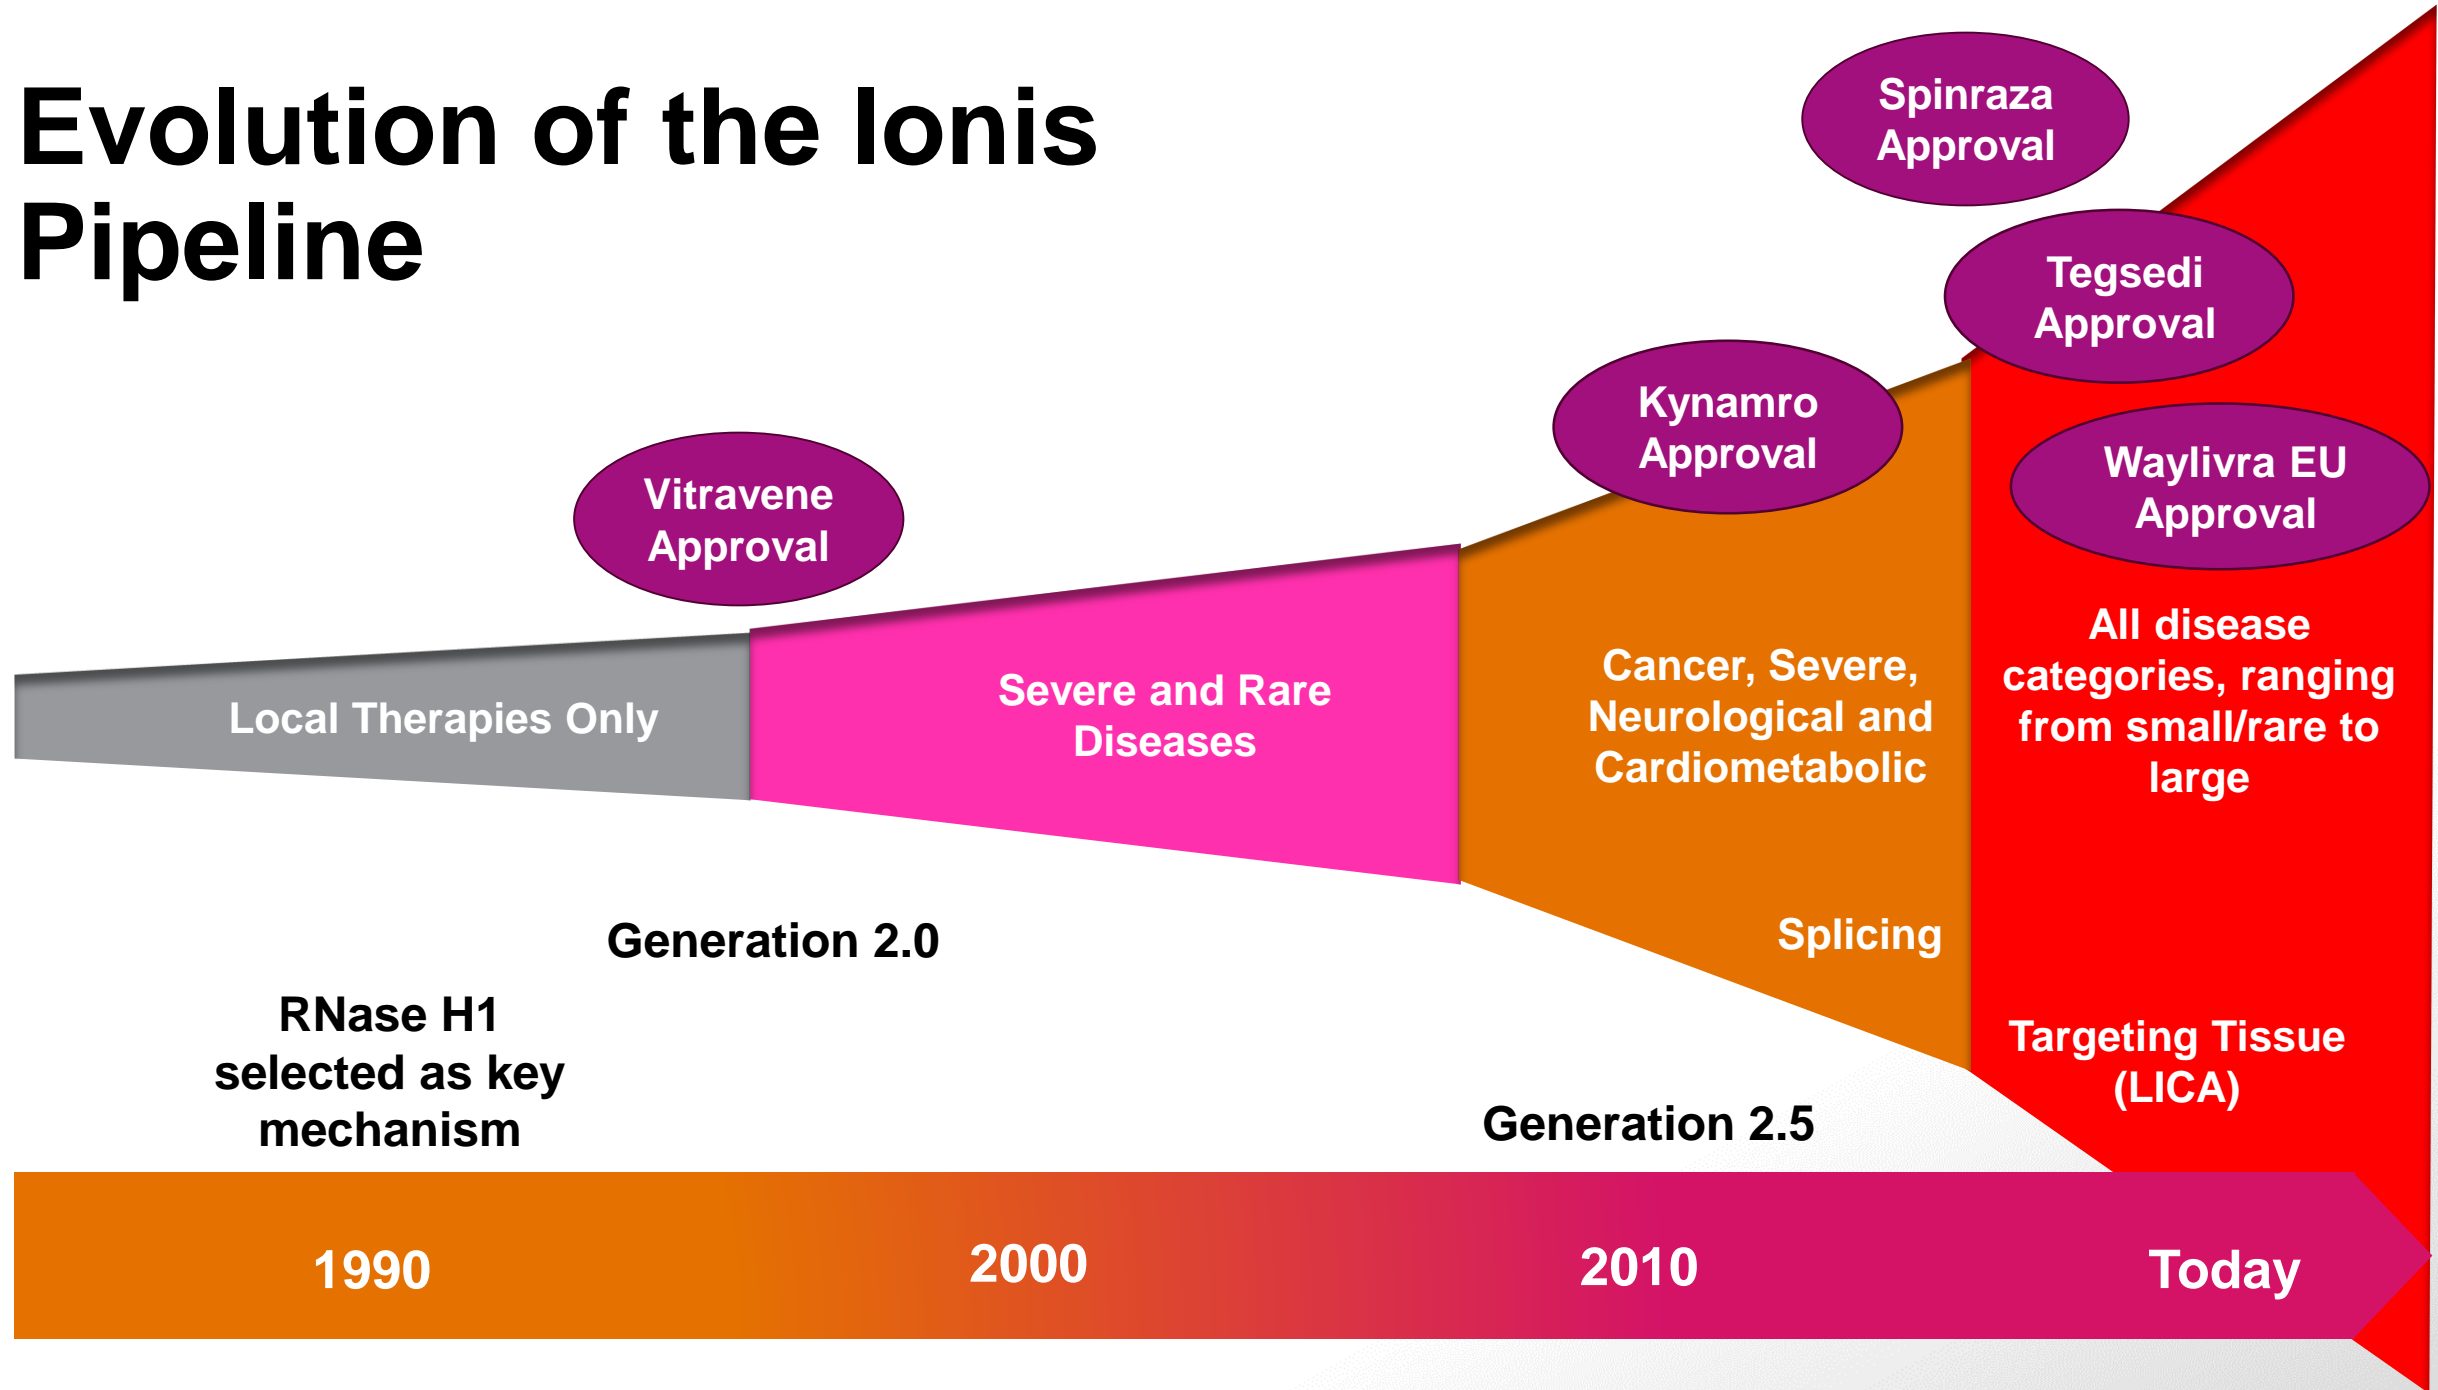 Evolution of the Ionis
Pipeline
Spinraza
Approval
Tegsedi
Approval
Kynamro
Approval
Waylivra EU
Approval
Vitravene
Approval
Local Therapies Only
Severe and Rare
Diseases
Cancer, Severe,
Neurological and
Cardiometabolic
All disease
categories, ranging
from small/rare to
large
Splicing
Generation 2.0
RNase H1
selected as key
mechanism
Targeting Tissue
(LICA)
Generation 2.5
1990
2000
2010
Today